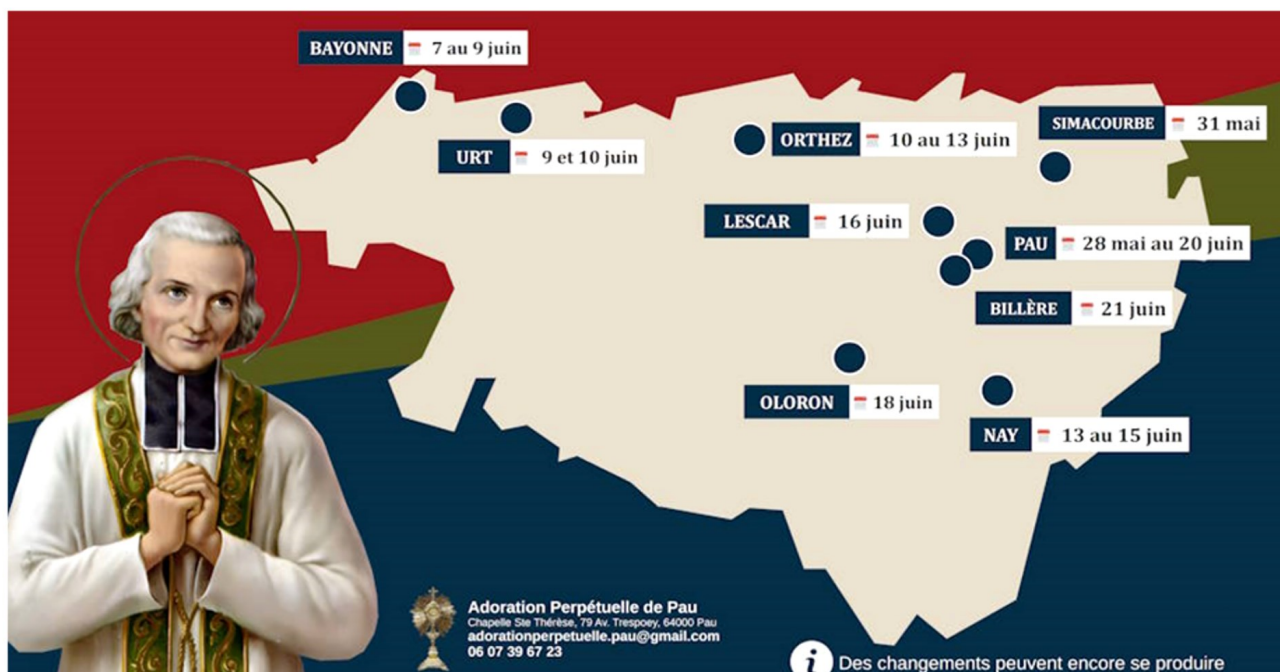 BAYONNE 7 au 9 juin
URT 9 et 10 juin
ORTHEZ 10 au 13 juin
SIMACOURBE 31 mai
LESCAR 16 juin
PAU 28 mai au 20 juin
BILLÈRE 21 juin
OLORON 18 juin
NAY 13 au 15 juin
Adoration Perpétuelle de Pau
Chapelle Ste Thérèse, 79 Av. Trespoey, 64000 Pau
adorationperpetuelle.pau@gmail.com
06 07 39 67 23
i Des changements peuvent encore se produire